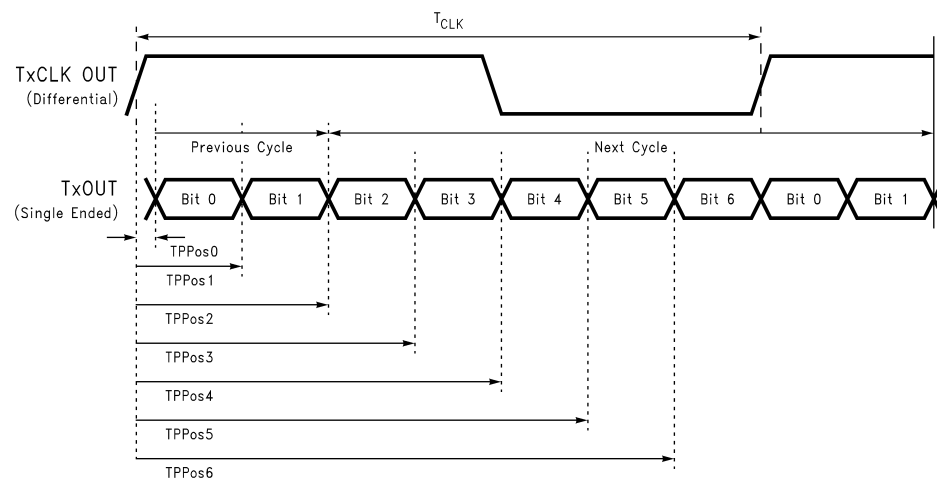 TCLK
TxCLK OUT
(Differential)
Previous Cycle
Next Cycle
TxOUT
(Single Ended)
Bit 0 Bit 1 Bit 2 Bit 3 Bit 4 Bit 5 Bit 6 Bit 0 Bit 1
TPPos0
TPPos1
TPPos2
TPPos3
TPPos4
TPPos5
TPPos6